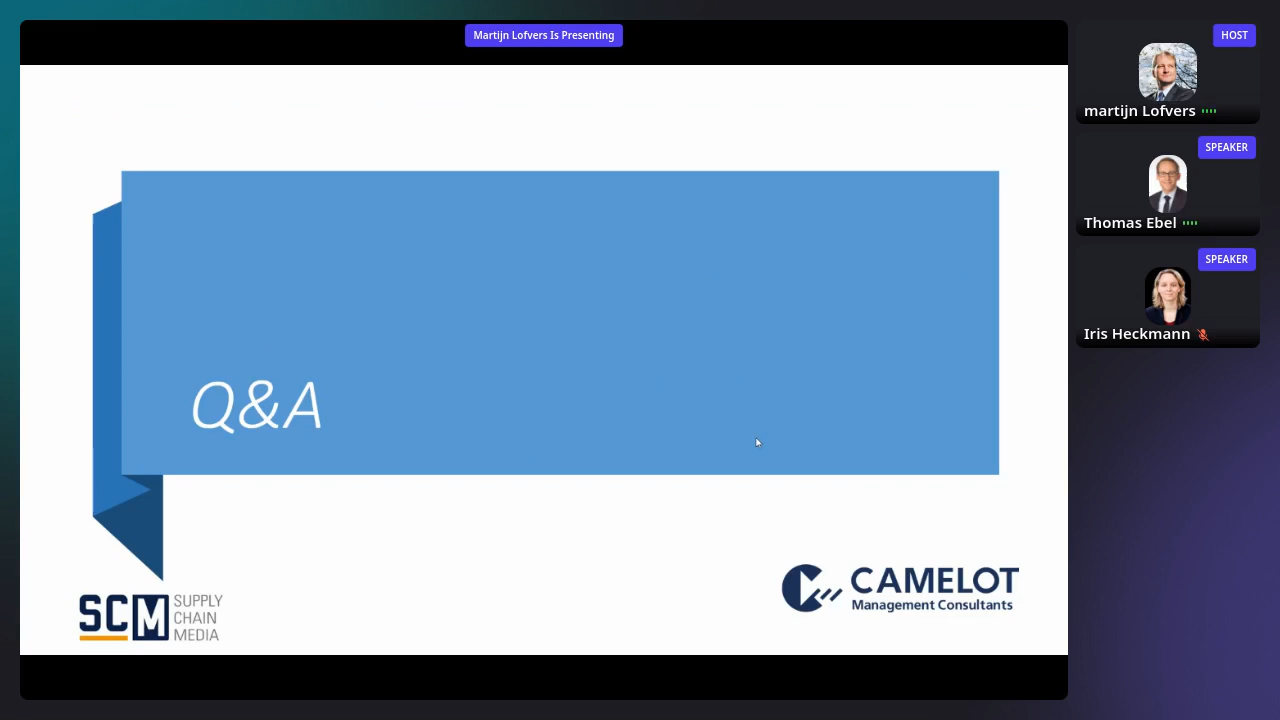 Martijn Lofvers Is Presenting
HOST
martijn Lofvers
SPEAKER
Thomas Ebel
SPEAKER
Iris Heckmann
Q&A
SCM SUPPLY
CHAIN
MEDIA
CAMELOT
Management Consultants